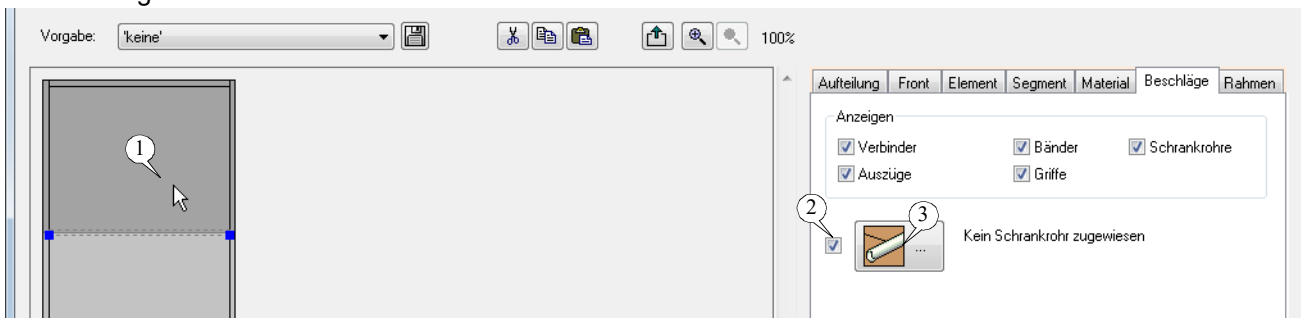 Vorgabe: 'keine' 100%
Aufteilung Front Element Segment Material Beschläge Rahmen
Anzeigen
Verbinder Bänder Schrankrohre
Auszüge Griffe
1
2
3
... Kein Schrankrohr zugewiesen